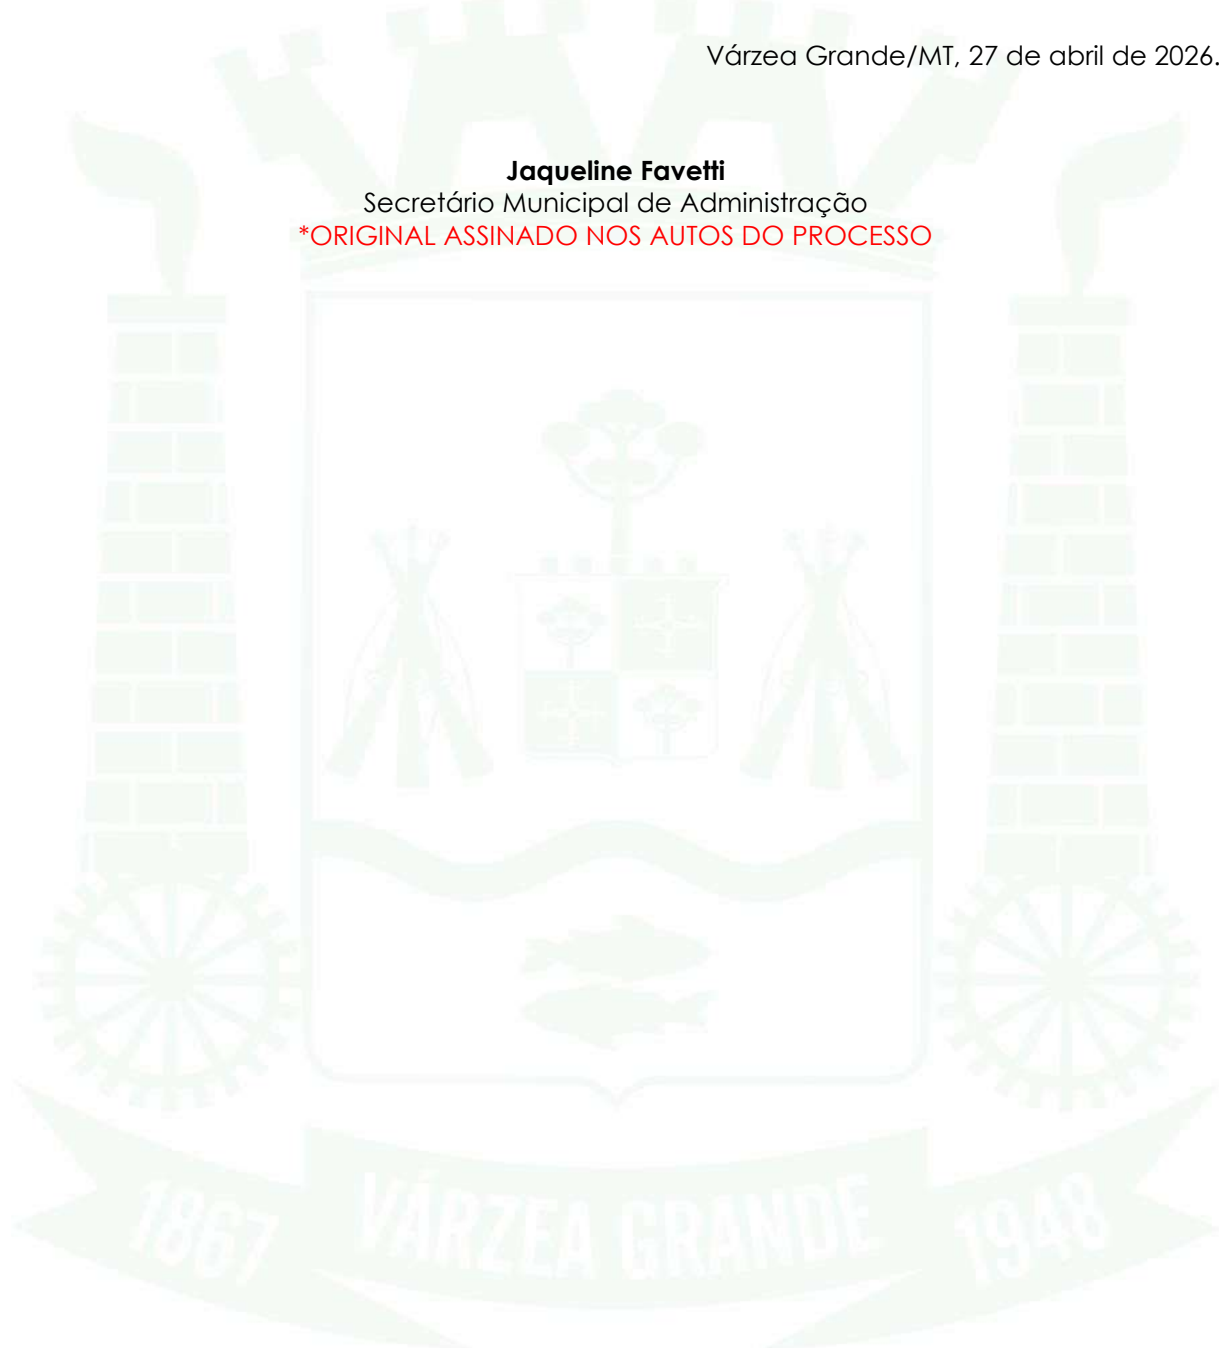 Várzea Grande/MT, 27 de abril de 2026.
Jaqueline Favetti
Secretário Municipal de Administração
*ORIGINAL ASSINADO NOS AUTOS DO PROCESSO
1867 VÁRZEA GRANDE 1948